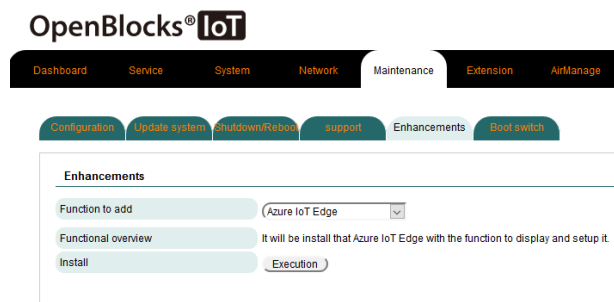 OpenBlocks® IoT
Dashboard Service System Network Maintenance Extension AirManage
Configuration Update system Shutdown/Reboot support Enhancements Boot switch
Enhancements
Function to add Azure IoT Edge
Functional overview It will be install that Azure IoT Edge with the function to display and setup it.
Install Execution